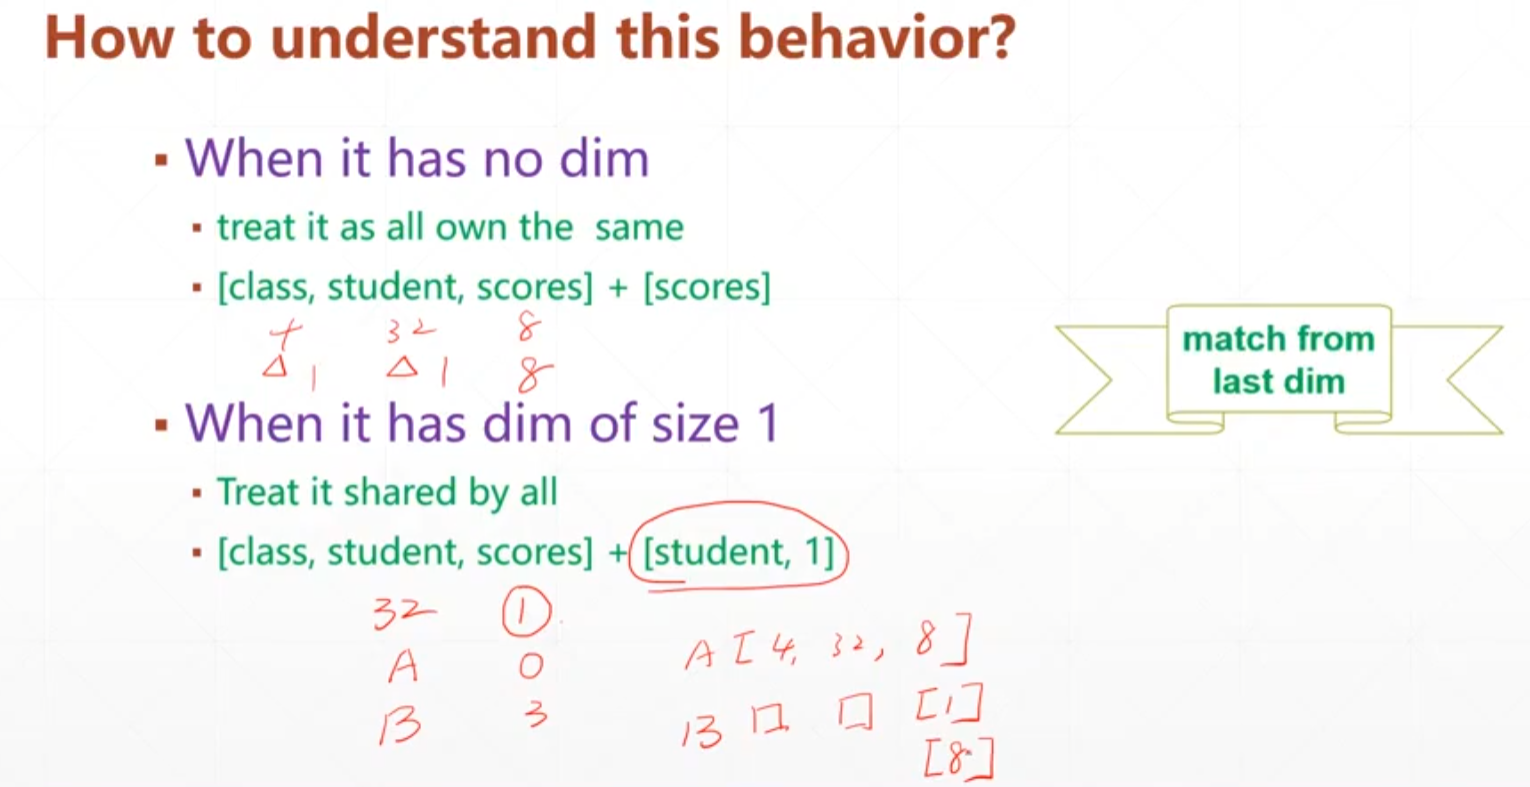 How to understand this behavior?
▪ When it has no dim
▪ treat it as all own the same
▪ [class, student, scores] + [scores]
32 8
Δ 1 Δ 1 8
match from
last dim
▪ When it has dim of size 1
▪ Treat it shared by all
▪ [class, student, scores] + [student, 1]
32 1
A 0
B 3
A [4, 32, 8]
B [1]
[8]